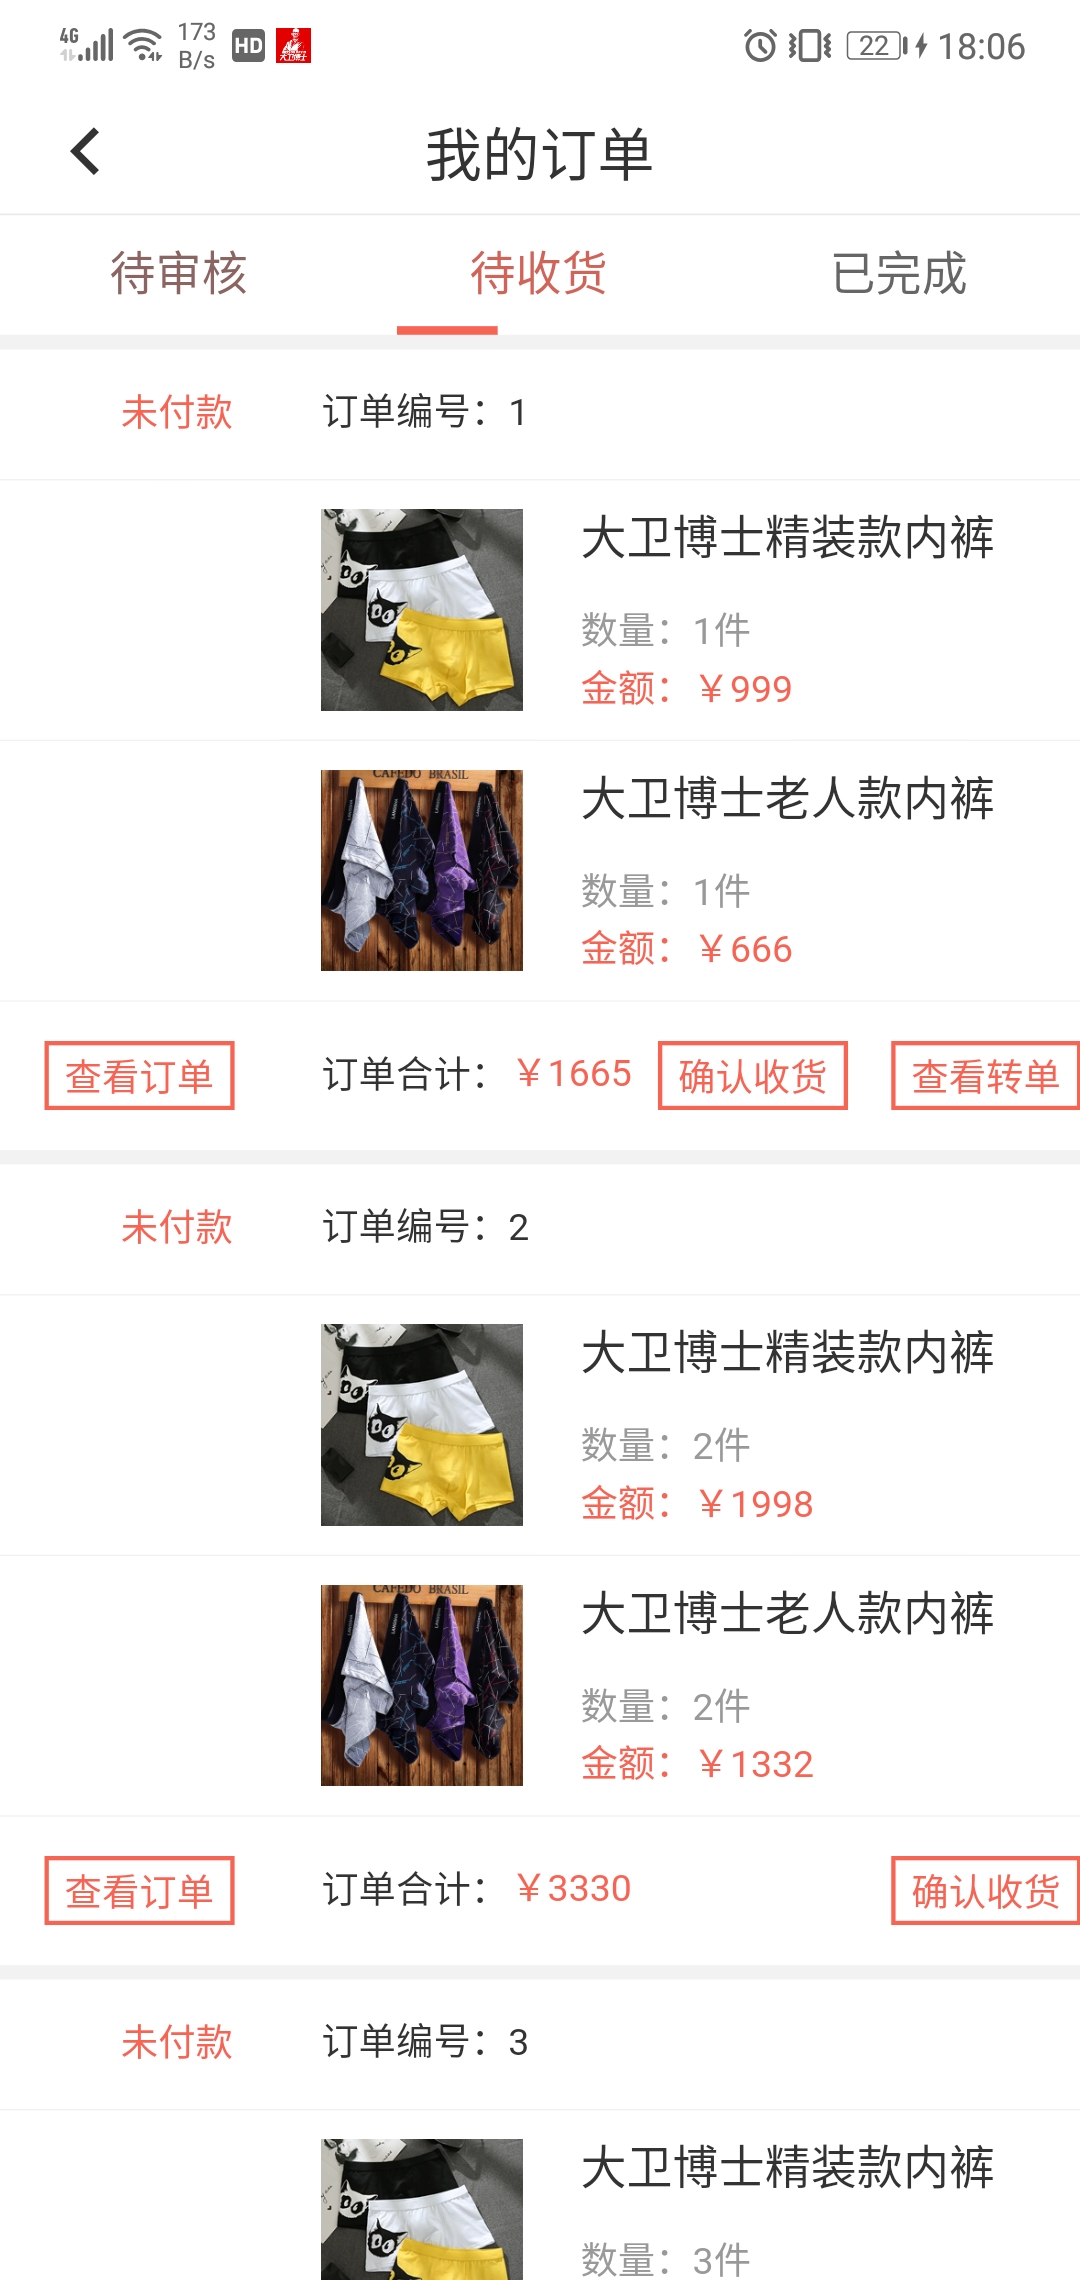 4G 173 B/s HD 22 18:06
大卫博士
我的订单
待审核 待收货 已完成
未付款 订单编号：1
大卫博士精装款内裤
数量：1件
金额：￥999
CAFEDO BRASIL
大卫博士老人款内裤
数量：1件
金额：￥666
查看订单 订单合计：￥1665 确认收货 查看转单
未付款 订单编号：2
大卫博士精装款内裤
数量：2件
金额：￥1998
CAFEDO BRASIL
大卫博士老人款内裤
数量：2件
金额：￥1332
查看订单 订单合计：￥3330 确认收货
未付款 订单编号：3
大卫博士精装款内裤
数量：3件